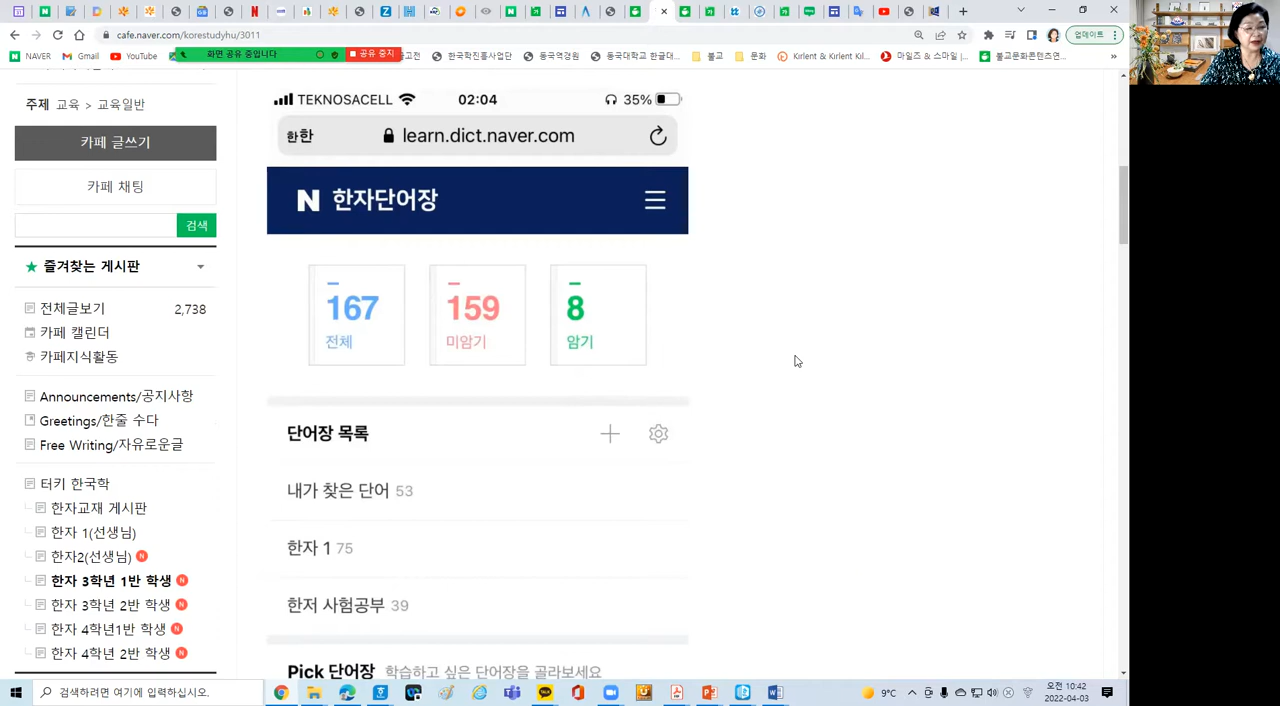 cafe.naver.com/korestudyhu/3011
업데이트
NAVER
Gmail
YouTube
화면 공유 중입니다
공유 중지
한국학진흥사업단
동국역경원
동국대학교 한글대...
불교
문화
Kırlent & Kırlent Kıl...
마일즈 & 스마일 |...
불교문화콘텐츠연...
»
주제 교육 > 교육일반
카페 글쓰기
카페 채팅
검색
즐겨찾는 게시판
전체글보기 2,738
카페 캘린더
카페지식활동
Announcements/공지사항
Greetings/한줄 수다
Free Writing/자유로운글
터키 한국학
한자교재 게시판
한자 1(선생님)
한자2(선생님) N
한자 3학년 1반 학생 N
한자 3학년 2반 학생 N
한자 4학년1반 학생 N
한자 4학년 2반 학생 N
TEKNOSACELL 02:04 35%
한한 learn.dict.naver.com
N 한자단어장
167 159 8
전체 미암기 암기
단어장 목록
내가 찾은 단어 53
한자 1 75
한저 사험공부 39
Pick 단어장 학습하고 싶은 단어장을 골라보세요
검색하려면 여기에 입력하십시오.
9°C
오전 10:42
2022-04-03